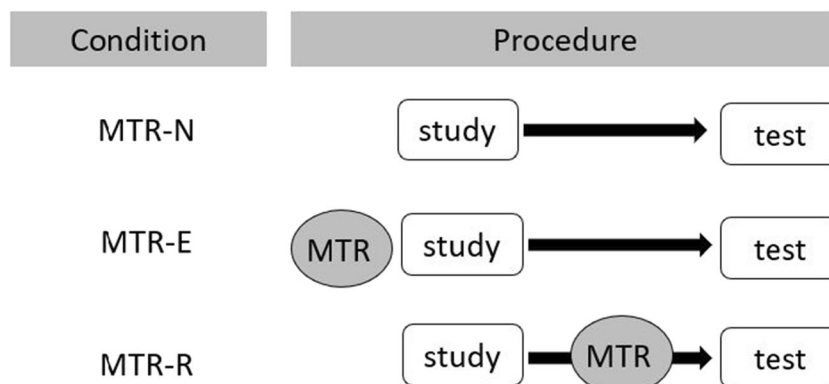 Condition Procedure
MTR-N study test
MTR-E MTR study test
MTR-R study MTR test